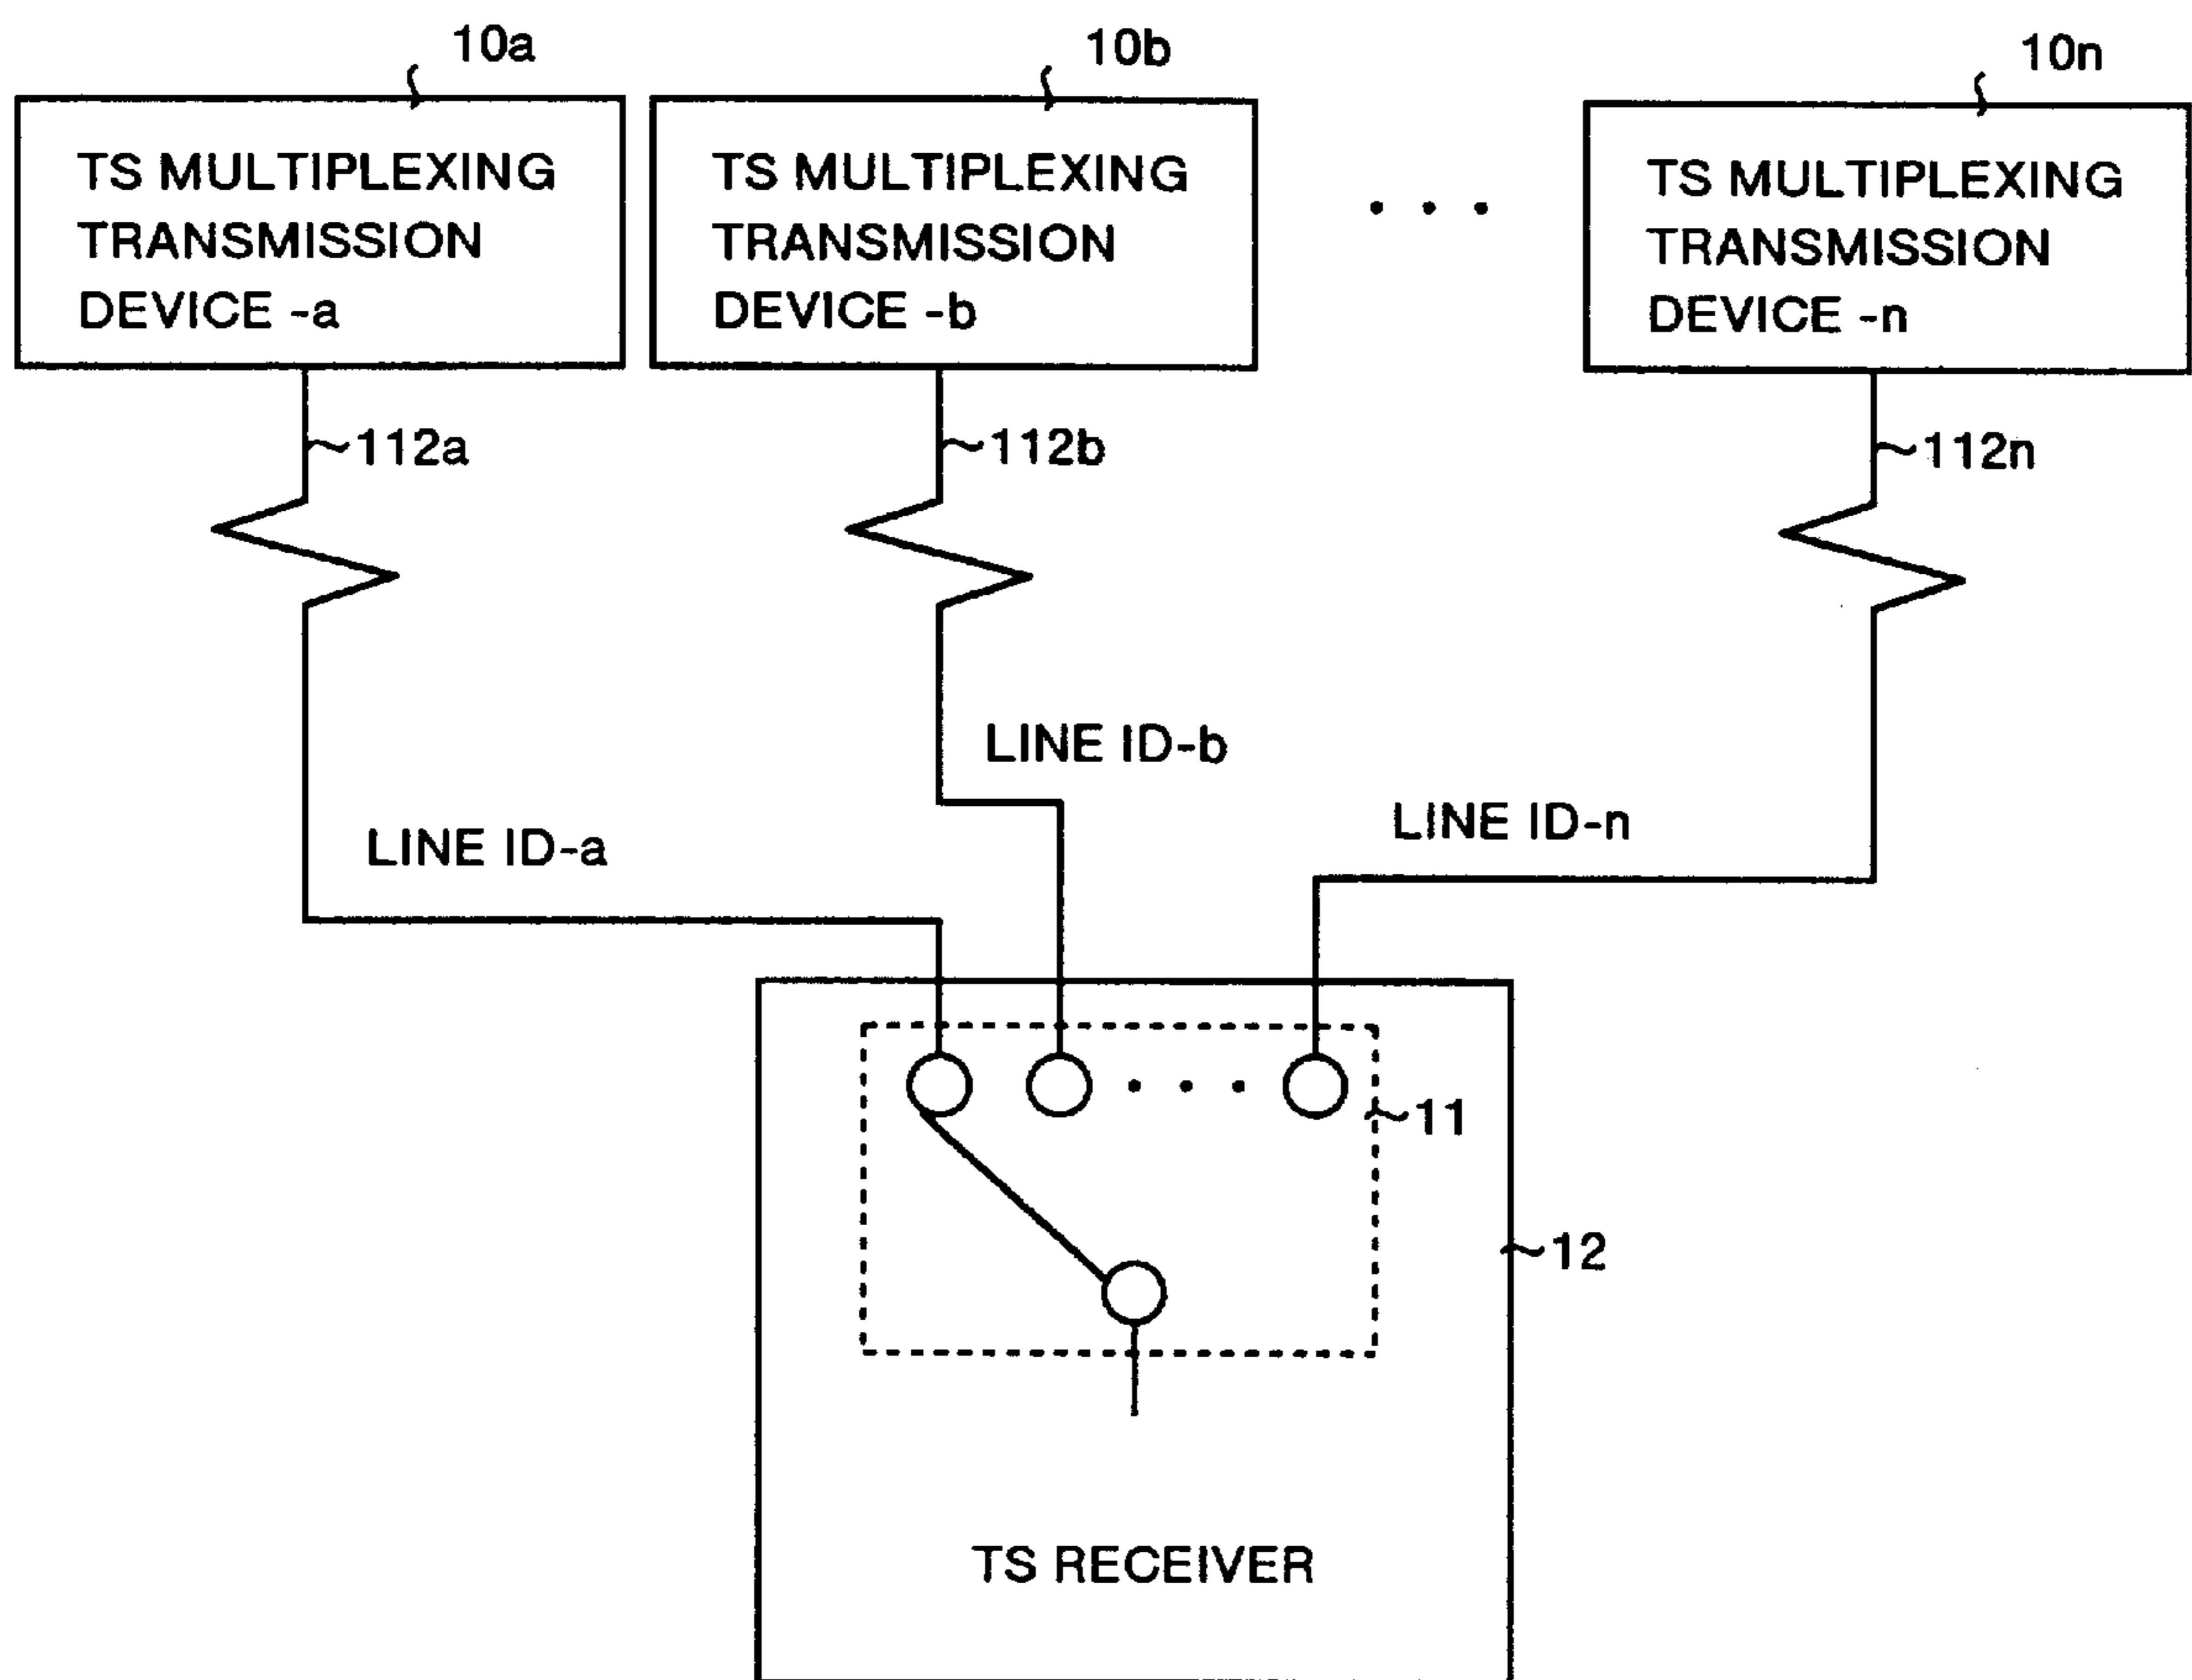 10a
10b
10n
TS MULTIPLEXING
TRANSMISSION
DEVICE -a
TS MULTIPLEXING
TRANSMISSION
DEVICE -b
TS MULTIPLEXING
TRANSMISSION
DEVICE -n
112a
112b
112n
LINE ID-b
LINE ID-n
LINE ID-a
11
12
TS RECEIVER